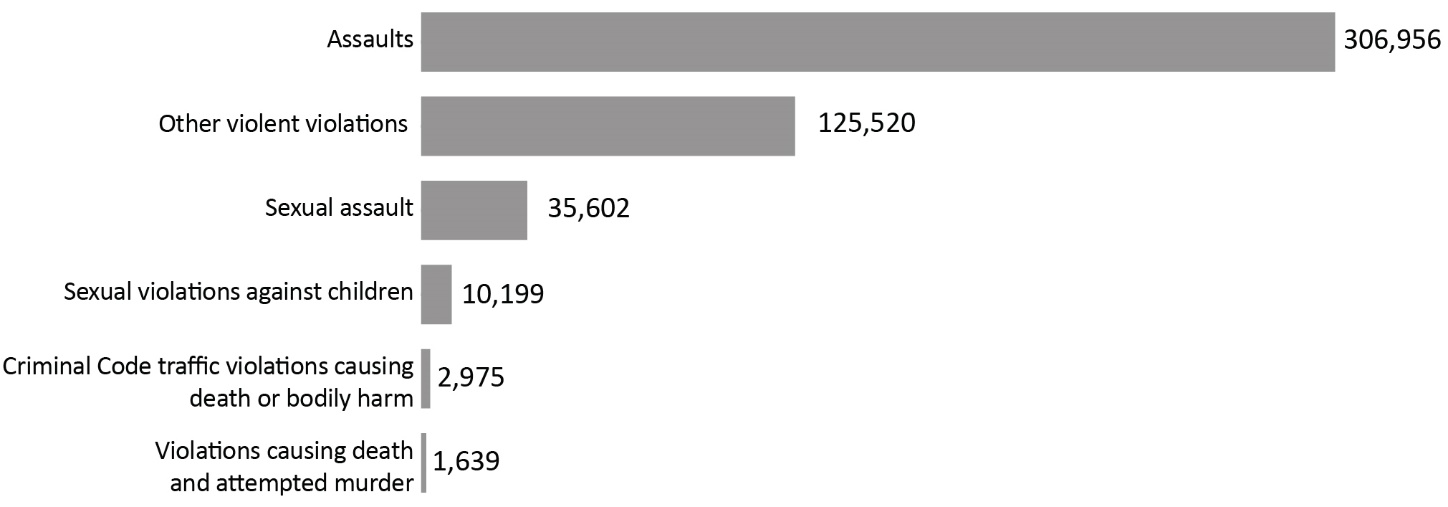 Assaults 306,956
Other violent violations 125,520
Sexual assault 35,602
Sexual violations against children 10,199
Criminal Code traffic violations causing
death or bodily harm 2,975
Violations causing death
and attempted murder 1,639